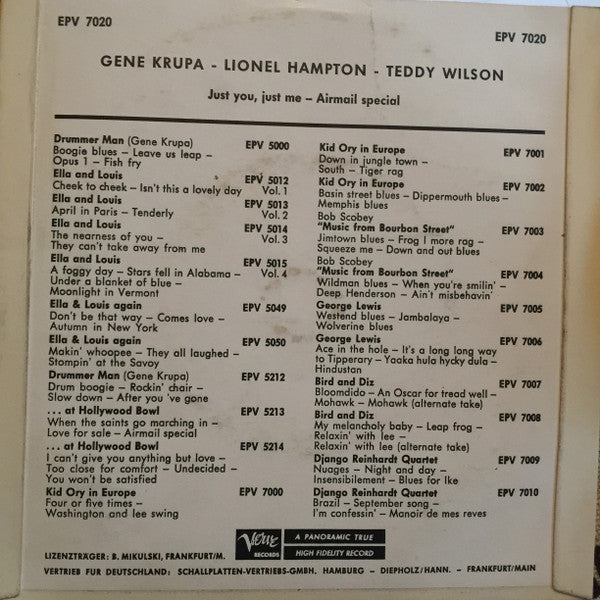 EPV 7020
EPV 7020
GENE KRUPA - LIONEL HAMPTON - TEDDY WILSON
Just you, just me – Airmail special
Drummer Man (Gene Krupa) EPV 5000
Boogie blues – Leave us leap –
Opus 1 – Fish fry
Ella and Louis EPV 5012
Cheek to cheek – Isn't this a lovely day Vol. 1
Ella and Louis EPV 5013
April in Paris – Tenderly Vol. 2
Ella and Louis EPV 5014
The nearness of you – Vol. 3
They can't take away from me
Ella and Louis EPV 5015
A foggy day – Stars fell in Alabama – Vol. 4
Under a blanket of blue –
Moonlight in Vermont
Ella & Louis again EPV 5049
Don't be that way – Comes love –
Autumn in New York
Ella & Louis again EPV 5050
Makin' whoopee – They all laughed –
Stompin' at the Savoy
Drummer Man (Gene Krupa) EPV 5212
Drum boogie – Rockin' chair –
Slow down – After you 've gone
... at Hollywood Bowl EPV 5213
When the saints go marching in –
Love for sale – Airmail special
... at Hollywood Bowl EPV 5214
I can't give you anything but love –
Too close for comfort – Undecided –
You won't be satisfied
Kid Ory in Europe EPV 7000
Four or five times –
Washington and lee swing
Kid Ory in Europe EPV 7001
Down in jungle town –
South – Tiger rag
Kid Ory in Europe EPV 7002
Basin street blues – Dippermouth blues –
Memphis blues
Bob Scobey
"Music from Bourbon Street" EPV 7003
Jimtown blues – Frog I more rag –
Squeeze me – Down and out blues
Bob Scobey
"Music from Bourbon Street" EPV 7004
Wildman blues – When you're smilin' –
Deep Henderson – Ain't misbehavin'
George Lewis EPV 7005
Westend blues – Jambalaya –
Wolverine blues
George Lewis EPV 7006
Ace in the hole – It's a long long way
to Tipperary – Yaaka hula hycky dula –
Hindustan
Bird and Diz EPV 7007
Bloomdido – An Oscar for tread well –
Mohawk – Mohawk (alternate take)
Bird and Diz EPV 7008
My melancholy baby – Leap frog –
Relaxin' with lee –
Relaxin' with lee (alternate take)
Django Reinhardt Quartet EPV 7009
Nuages – Night and day –
Insensibilement – Blues for Ike
Django Reinhardt Quartet EPV 7010
Brazil – September song –
I'm confessin' – Manoir de mes reves
Verve
RECORDS
A PANORAMIC TRUE
HIGH FIDELITY RECORD
LIZENZTRÄGER: B. MIKULSKI, FRANKFURT/M.
VERTRIEB FUR DEUTSCHLAND: SCHALLPLATTEN-VERTRIEBS-GMBH. HAMBURG – DIEPHOLZ/HANN. – FRANKFURT/MAIN